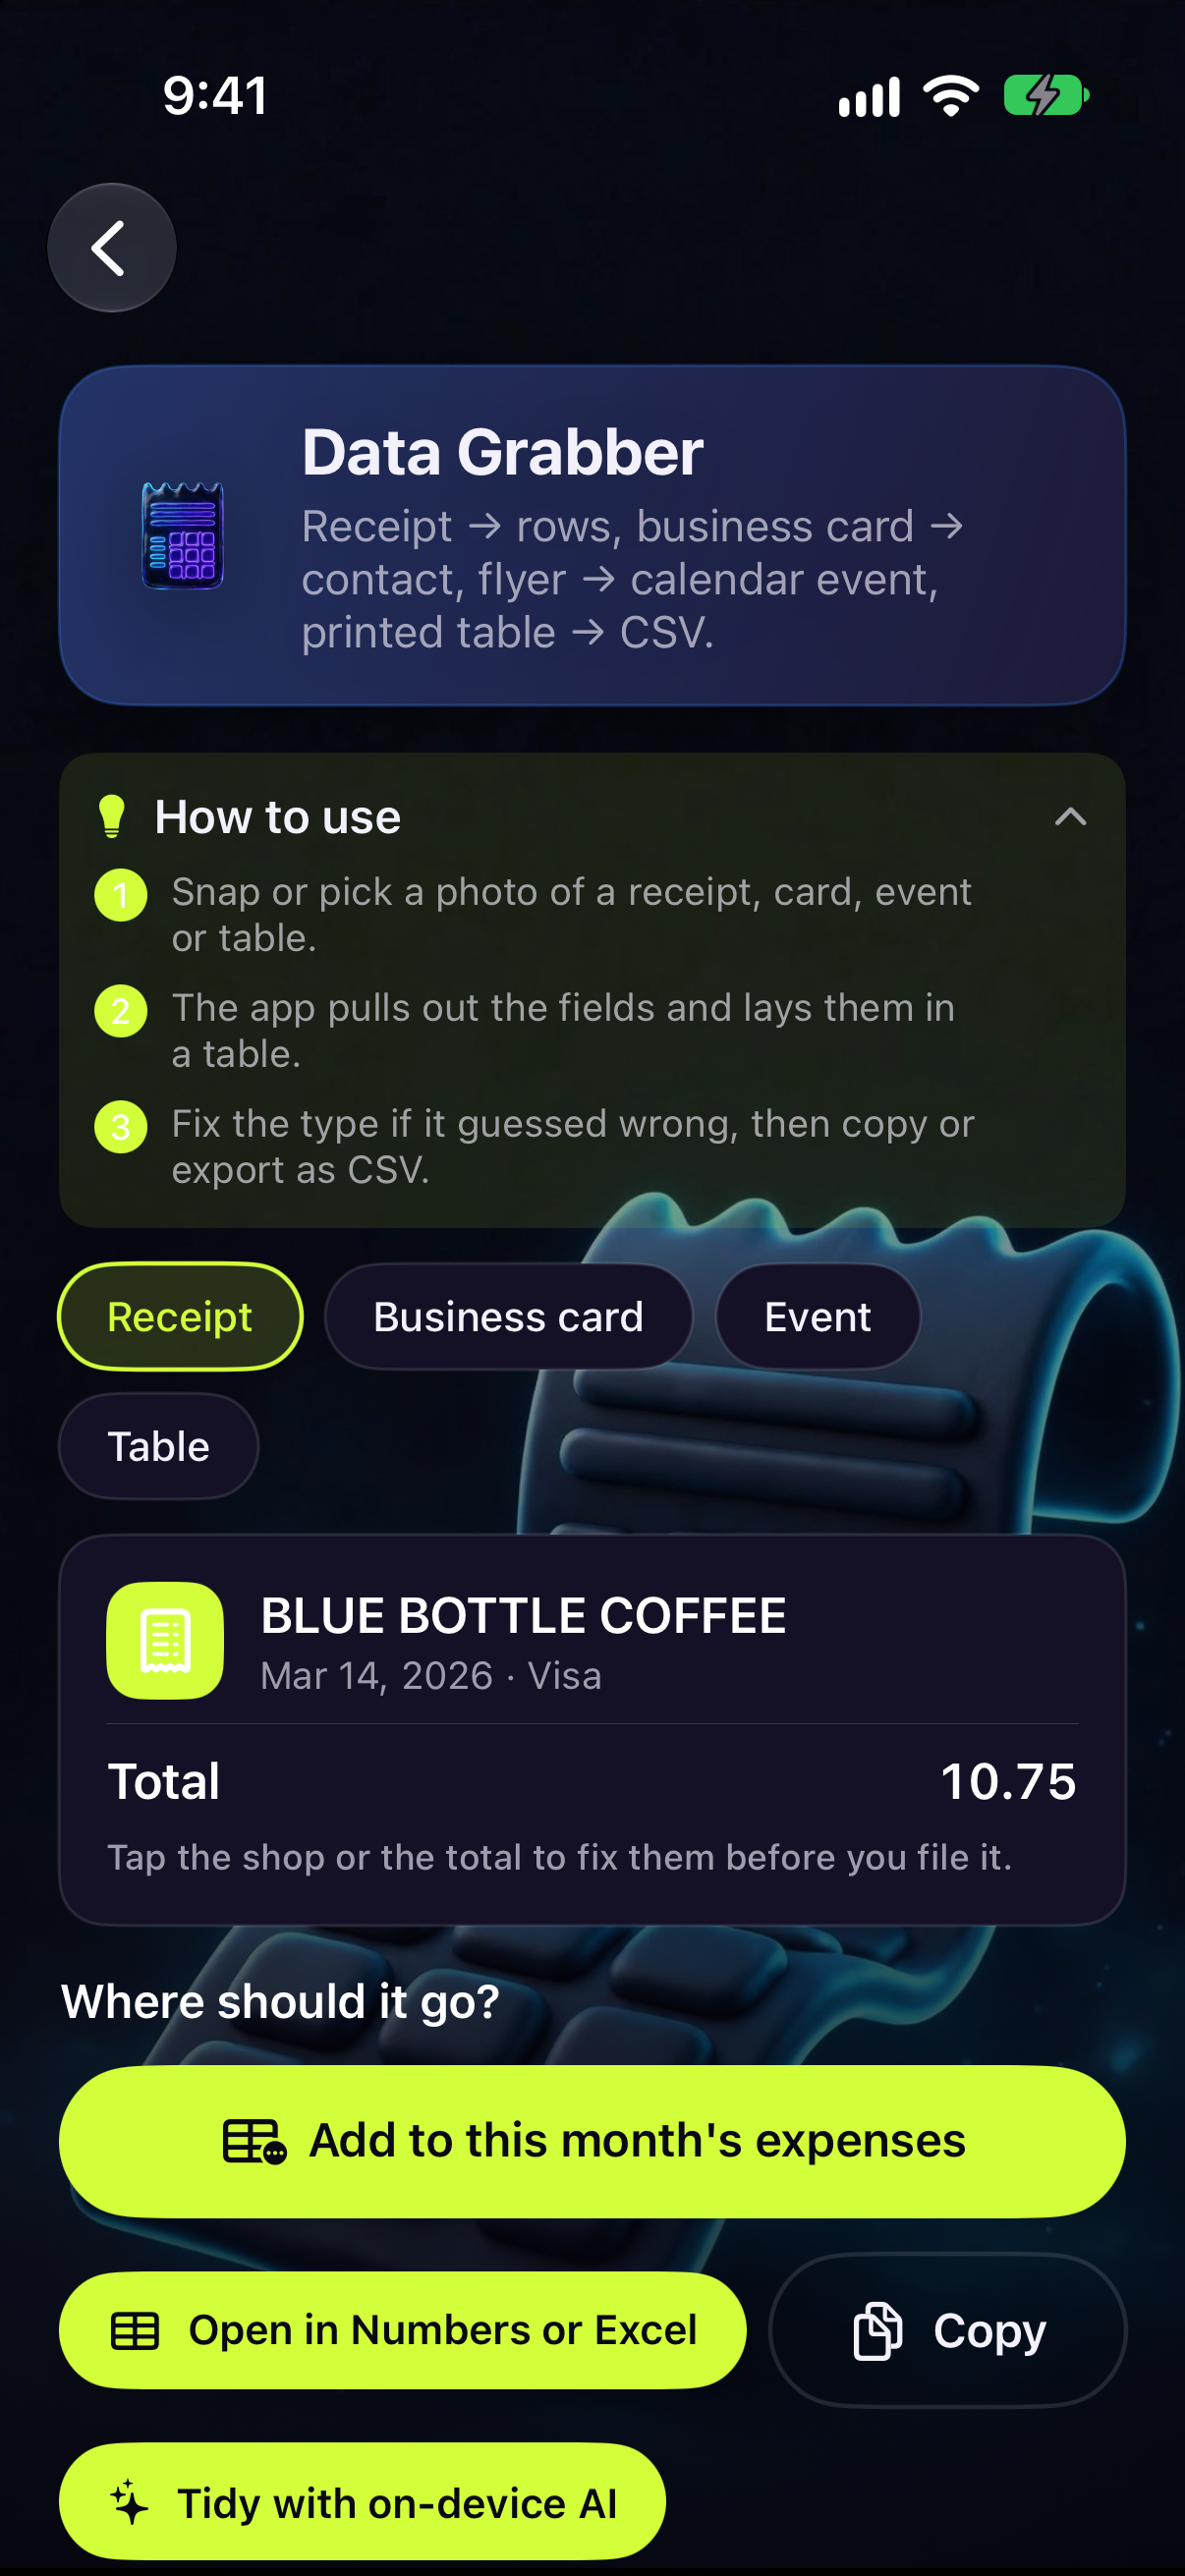 9:41
Data Grabber
Receipt → rows, business card →
contact, flyer → calendar event,
printed table → CSV.
How to use
1 Snap or pick a photo of a receipt, card, event
or table.
2 The app pulls out the fields and lays them in
a table.
3 Fix the type if it guessed wrong, then copy or
export as CSV.
Receipt Business card Event
Table
BLUE BOTTLE COFFEE
Mar 14, 2026 · Visa
Total 10.75
Tap the shop or the total to fix them before you file it.
Where should it go?
Add to this month's expenses
Open in Numbers or Excel Copy
Tidy with on-device AI